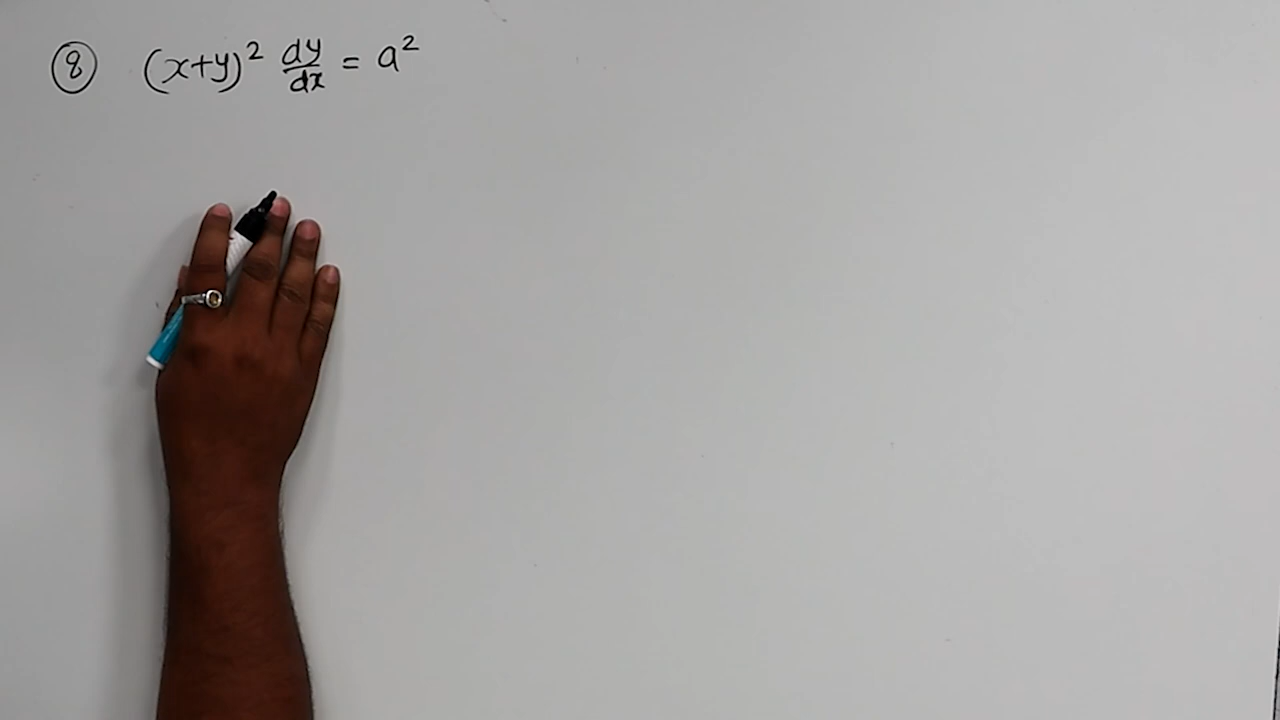 ⑧ (x+y)² dy/dx = a²